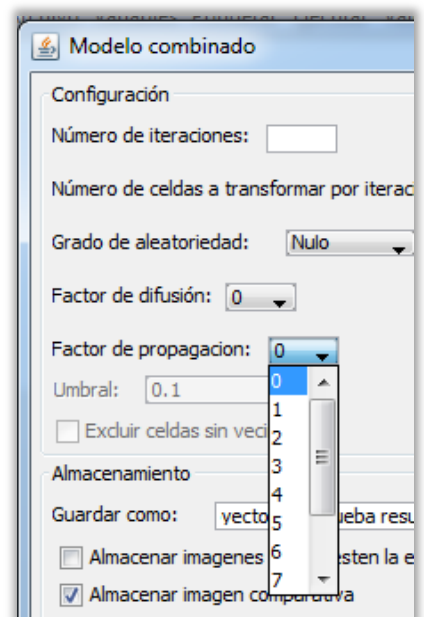 Modelo combinado
Configuración
Número de iteraciones:
Número de celdas a transformar por iterac
Grado de aleatoriedad: Nulo
Factor de difusión: 0
Factor de propagacion: 0
0
Umbral: 0.1
1
Excluir celdas sin veci
2
Almacenamiento
3
4
Guardar como: yecto ueba resu
5
Almacenar imagenes esten la e
6
Almacenar imagen comparativa
7